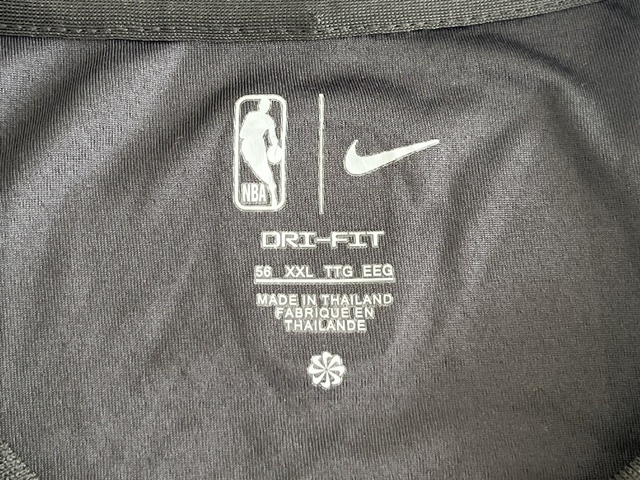 NBA
DRI-FIT
56 XXL TTG EEG
MADE IN THAILAND
FABRIQUE EN
THAILANDE